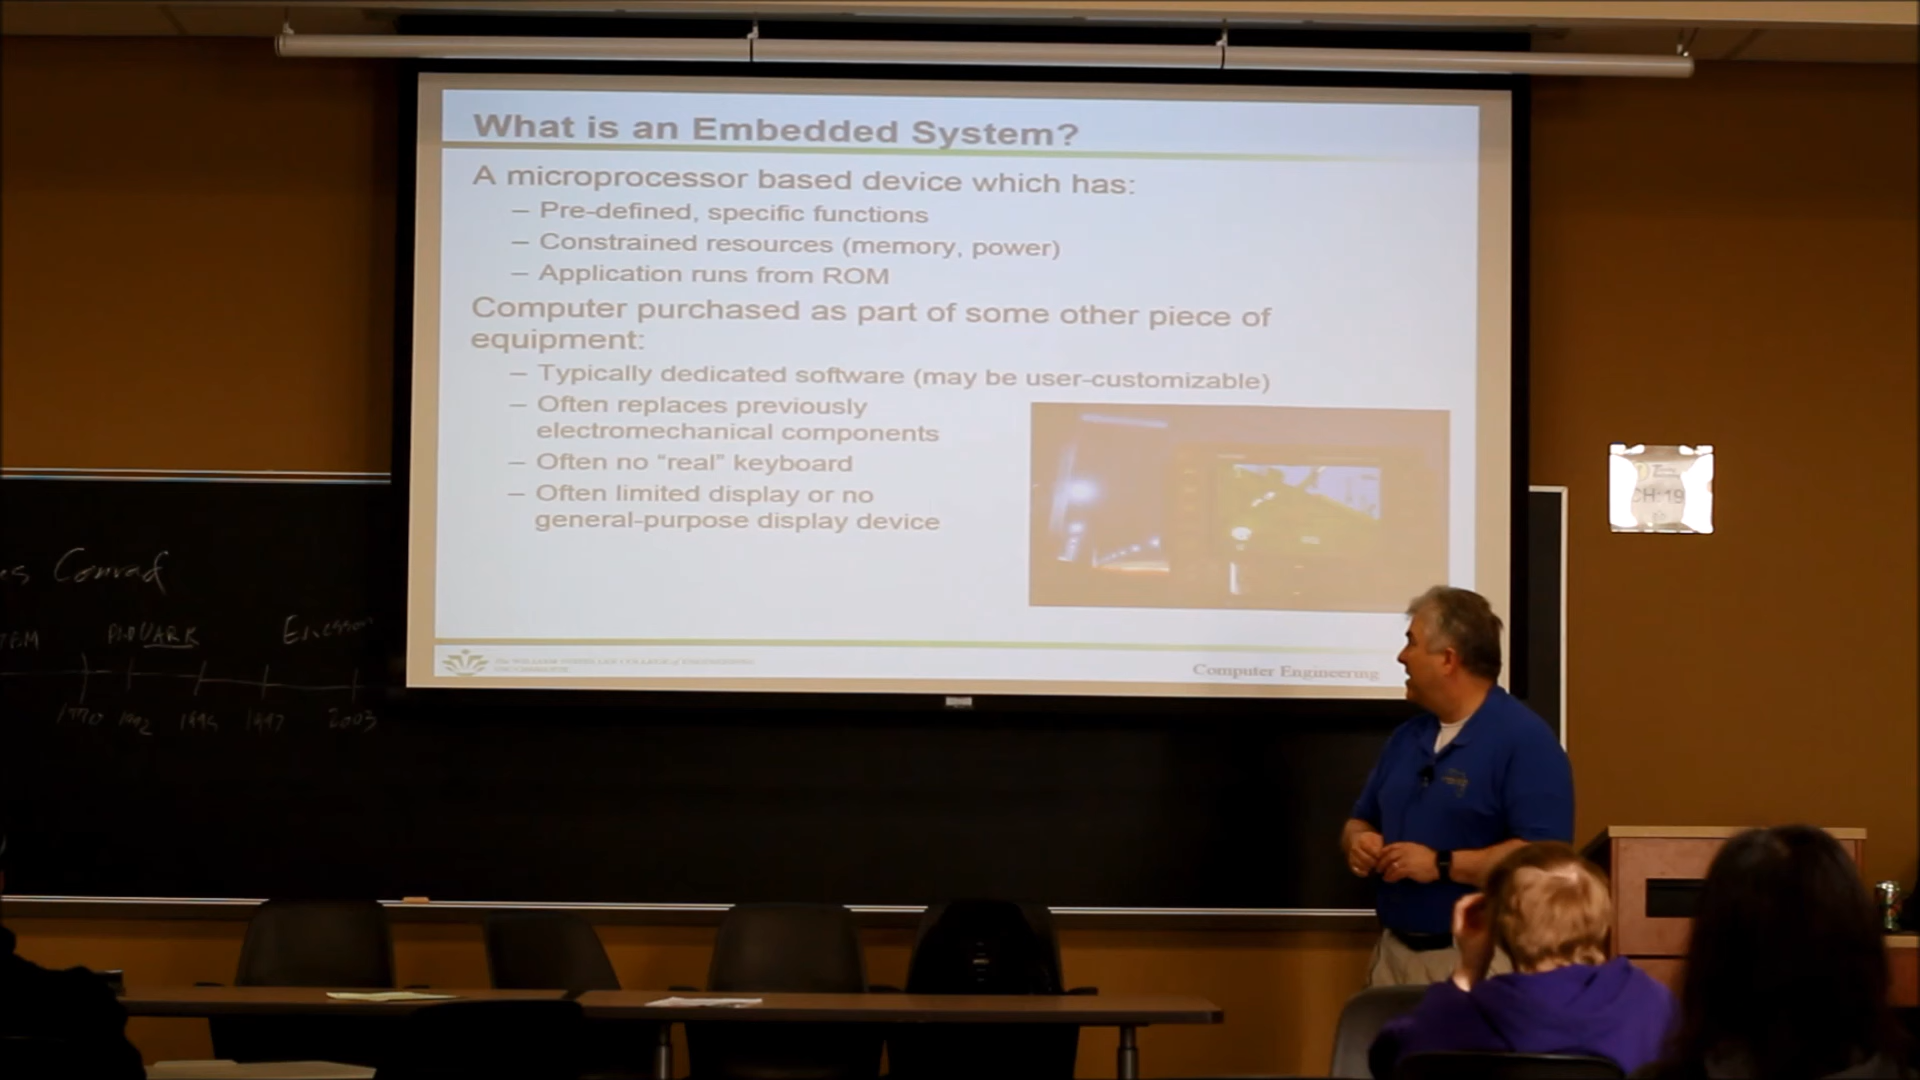 What is an Embedded System?
A microprocessor based device which has:
– Pre-defined, specific functions
– Constrained resources (memory, power)
– Application runs from ROM
Computer purchased as part of some other piece of
equipment:
– Typically dedicated software (may be user-customizable)
– Often replaces previously
electromechanical components
– Often no “real” keyboard
– Often limited display or no
general-purpose display device
Computer Engineering
Conrad
Ericsson
1992 1995 1997 2003